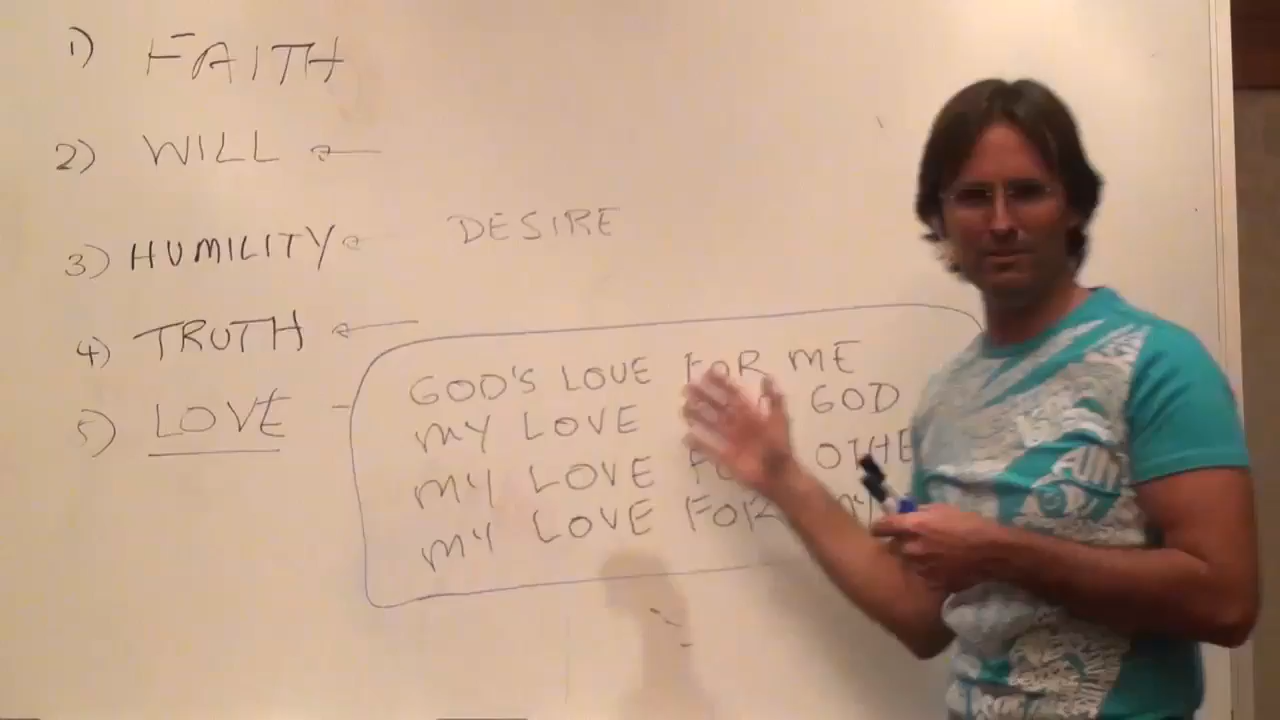 1) FAITH
2) WILL
3) HUMILITY
DESIRE
4) TRUTH
5) LOVE
GOD'S LOVE FOR ME
MY LOVE GOD
MY LOVE
MY LOVE FOR